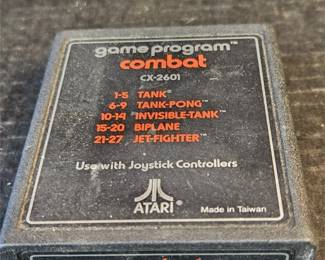 game program™
combat
CX-2601
1-5 TANK®
6-9 TANK-PONG™
10-14 INVISIBLE-TANK™
15-20 BIPLANE
21-27 JET-FIGHTER™
Use with Joystick Controllers
ATARI®
Made in Taiwan